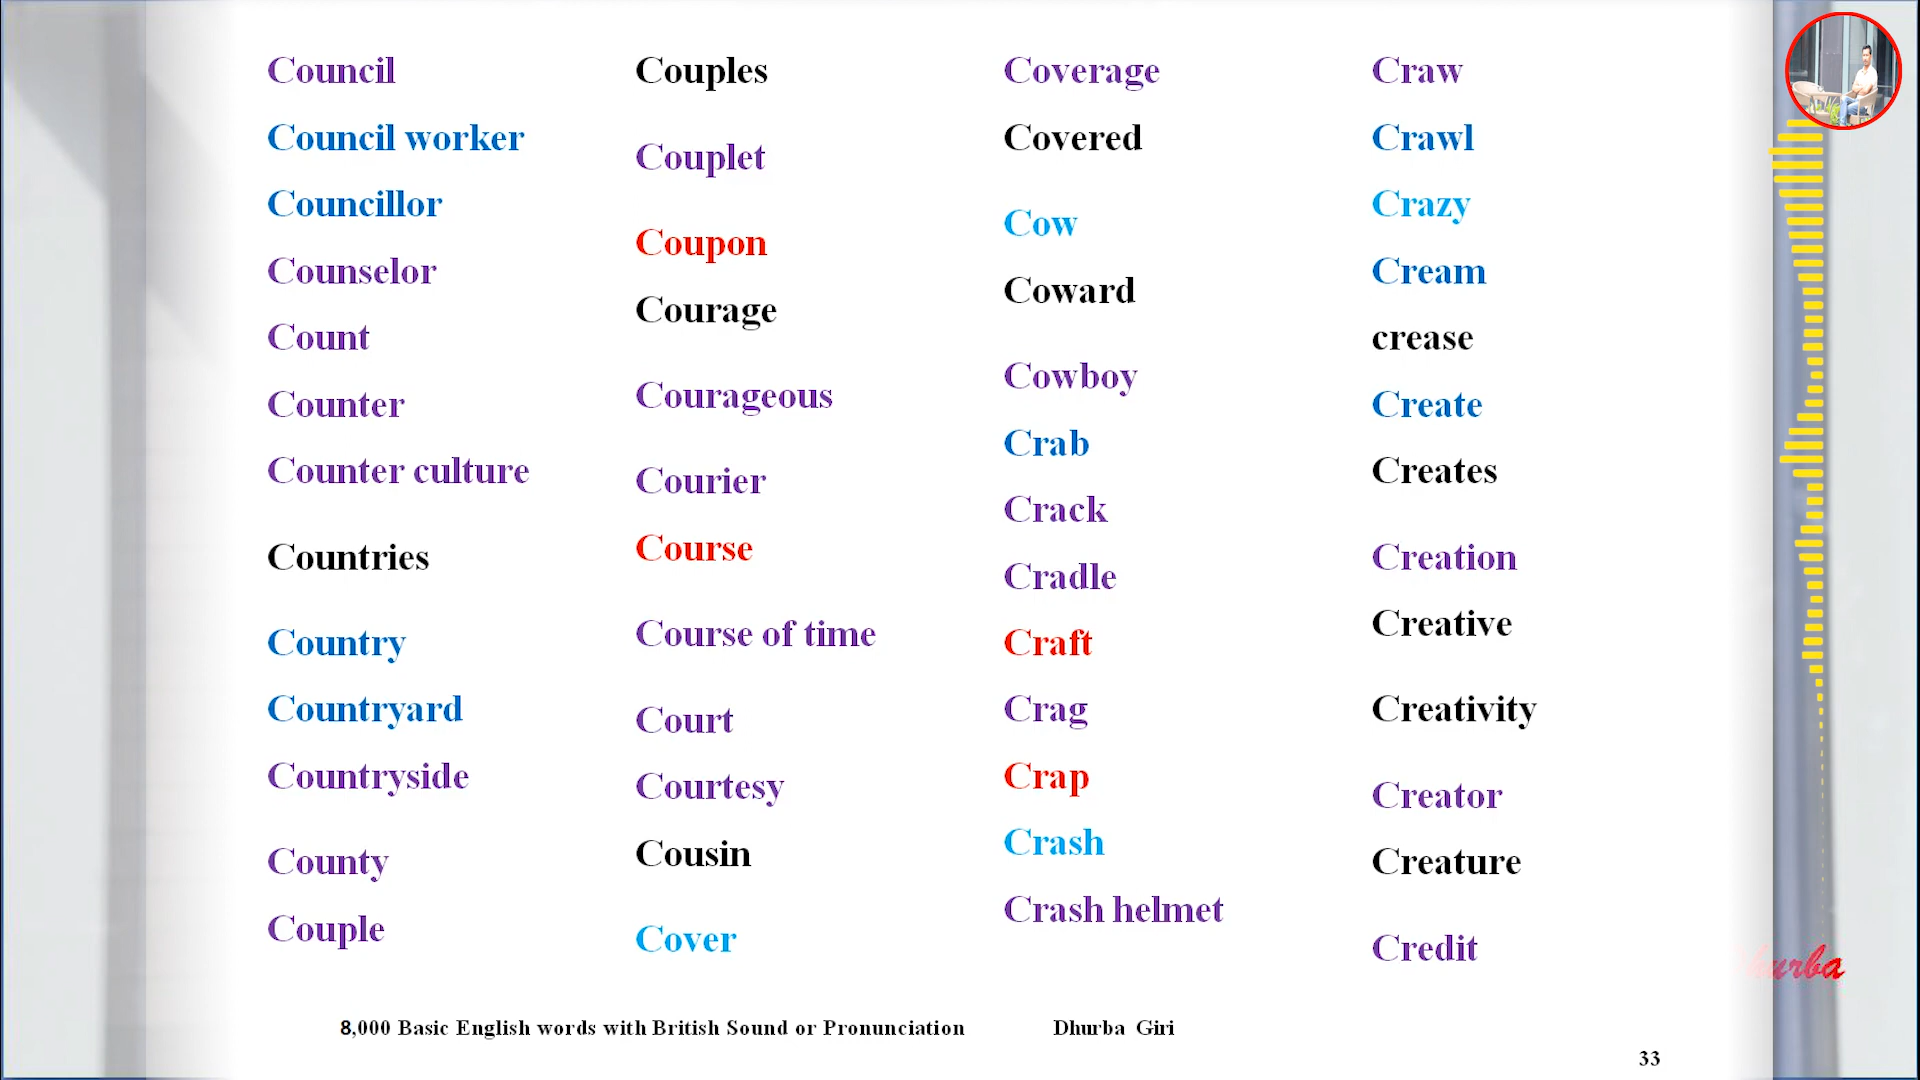 Council
Council worker
Councillor
Counselor
Count
Counter
Counter culture
Countries
Country
Countryard
Countryside
County
Couple
Couples
Couplet
Coupon
Courage
Courageous
Courier
Course
Course of time
Court
Courtesy
Cousin
Cover
Coverage
Covered
Cow
Coward
Cowboy
Crab
Crack
Cradle
Craft
Crag
Crap
Crash
Crash helmet
Craw
Crawl
Crazy
Cream
crease
Create
Creates
Creation
Creative
Creativity
Creator
Creature
Credit
8,000 Basic English words with British Sound or Pronunciation Dhurba Giri
33